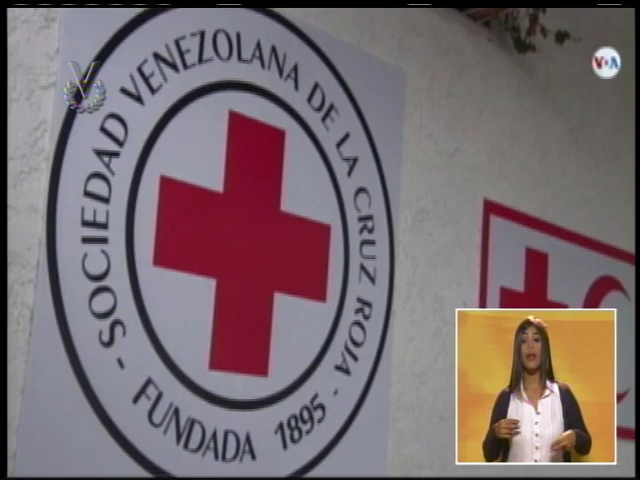 SOCIEDAD VENEZOLANA DE LA CRUZ ROJA
- FUNDADA 1895 -
VOA